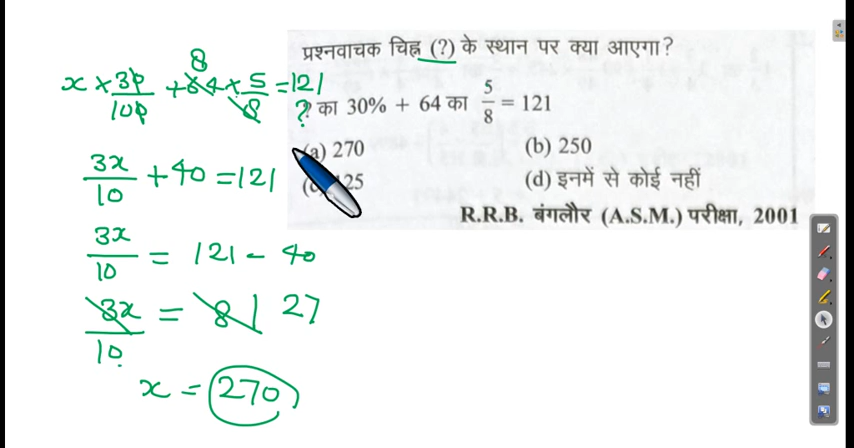 प्रश्नवाचक चिह्न (?) के स्थान पर क्या आएगा?
? का 30% + 64 का 5/8 = 121
(a) 270 (b) 250
125 (d) इनमें से कोई नहीं
R.R.B. बंगलौर (A.S.M.) परीक्षा, 2001
8
x × 30/100 + 64 × 5/8 = 121
?
3x/10 + 40 = 121
3x/10 = 121 - 40
3x/10 = 81 27
x = 270